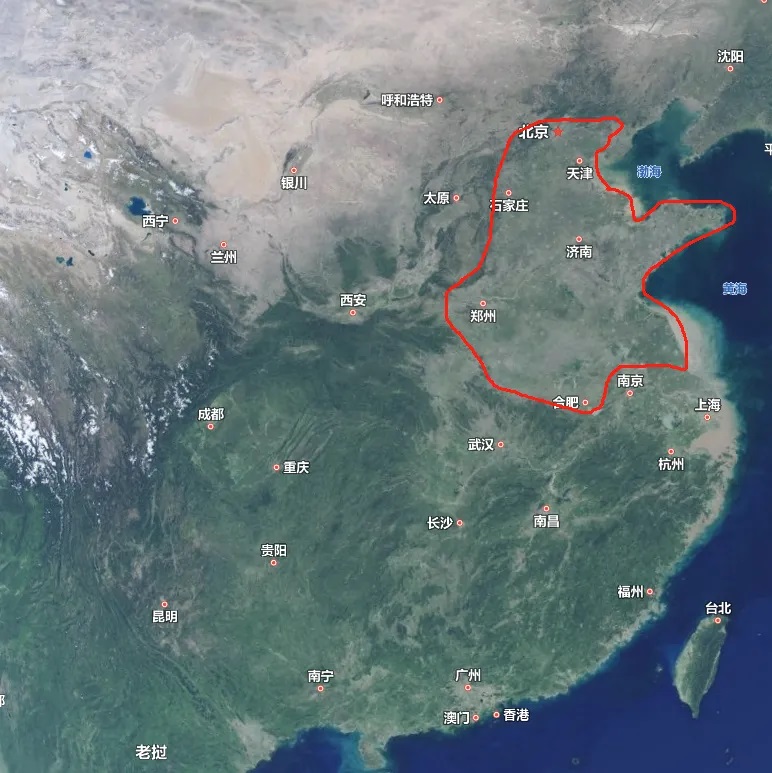 沈阳
呼和浩特
北京
平
天津
渤海
银川
太原
石家庄
西宁
兰州
济南
黄海
西安
郑州
南京
合肥
上海
成都
武汉
杭州
重庆
长沙
南昌
贵阳
福州
昆明
台北
南宁
广州
澳门
香港
老挝